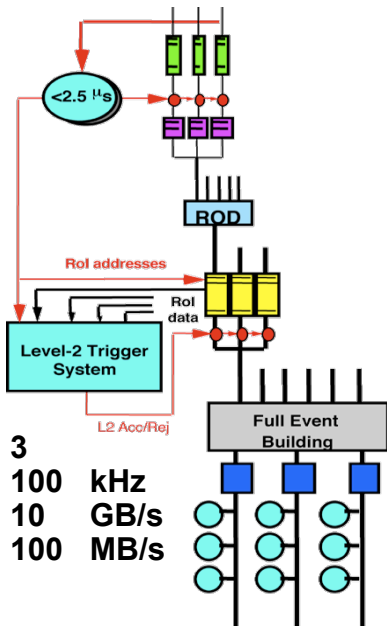 <2.5 μs
ROD
RoI addresses
RoI
data
Level-2 Trigger
System
L2 Acc/Rej
Full Event
Building
3
100 kHz
10 GB/s
100 MB/s